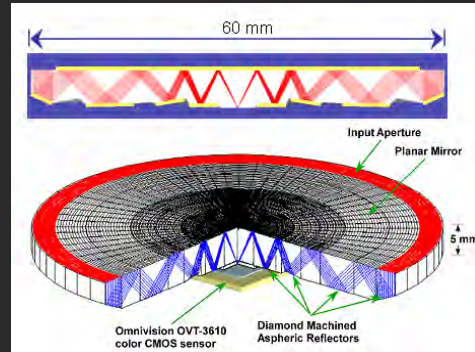 60 mm
Input Aperture
Planar Mirror
5 mm
Omnivision OVT-3610
color CMOS sensor
Diamond Machined
Aspheric Reflectors